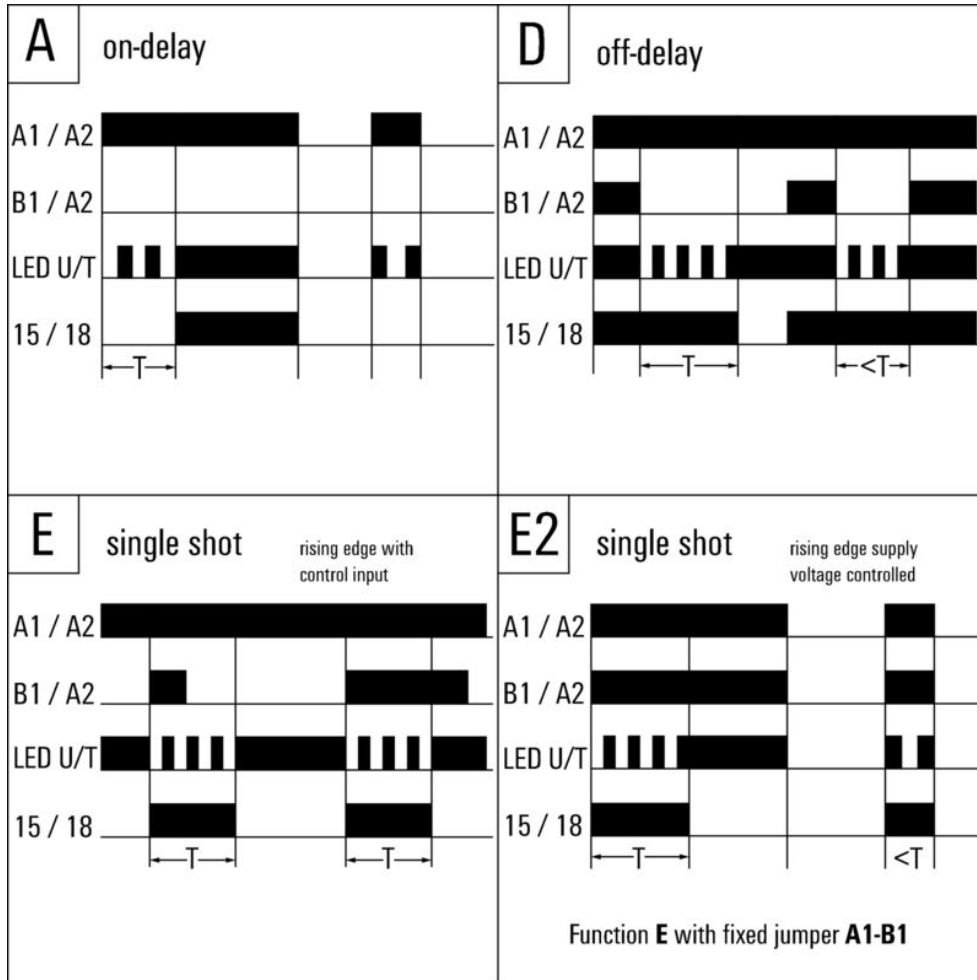 A
on-delay
A1 / A2
B1 / A2
LED U/T
15 / 18
T
D
off-delay
A1 / A2
B1 / A2
LED U/T
15 / 18
T
<T
E
single shot
rising edge with
control input
A1 / A2
B1 / A2
LED U/T
15 / 18
T
T
E2
single shot
rising edge supply
voltage controlled
A1 / A2
B1 / A2
LED U/T
15 / 18
T
<T
Function E with fixed jumper A1-B1